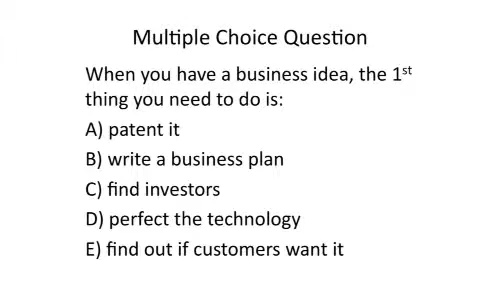 Multiple Choice Question
When you have a business idea, the 1st
thing you need to do is:
A) patent it
B) write a business plan
C) find investors
D) perfect the technology
E) find out if customers want it